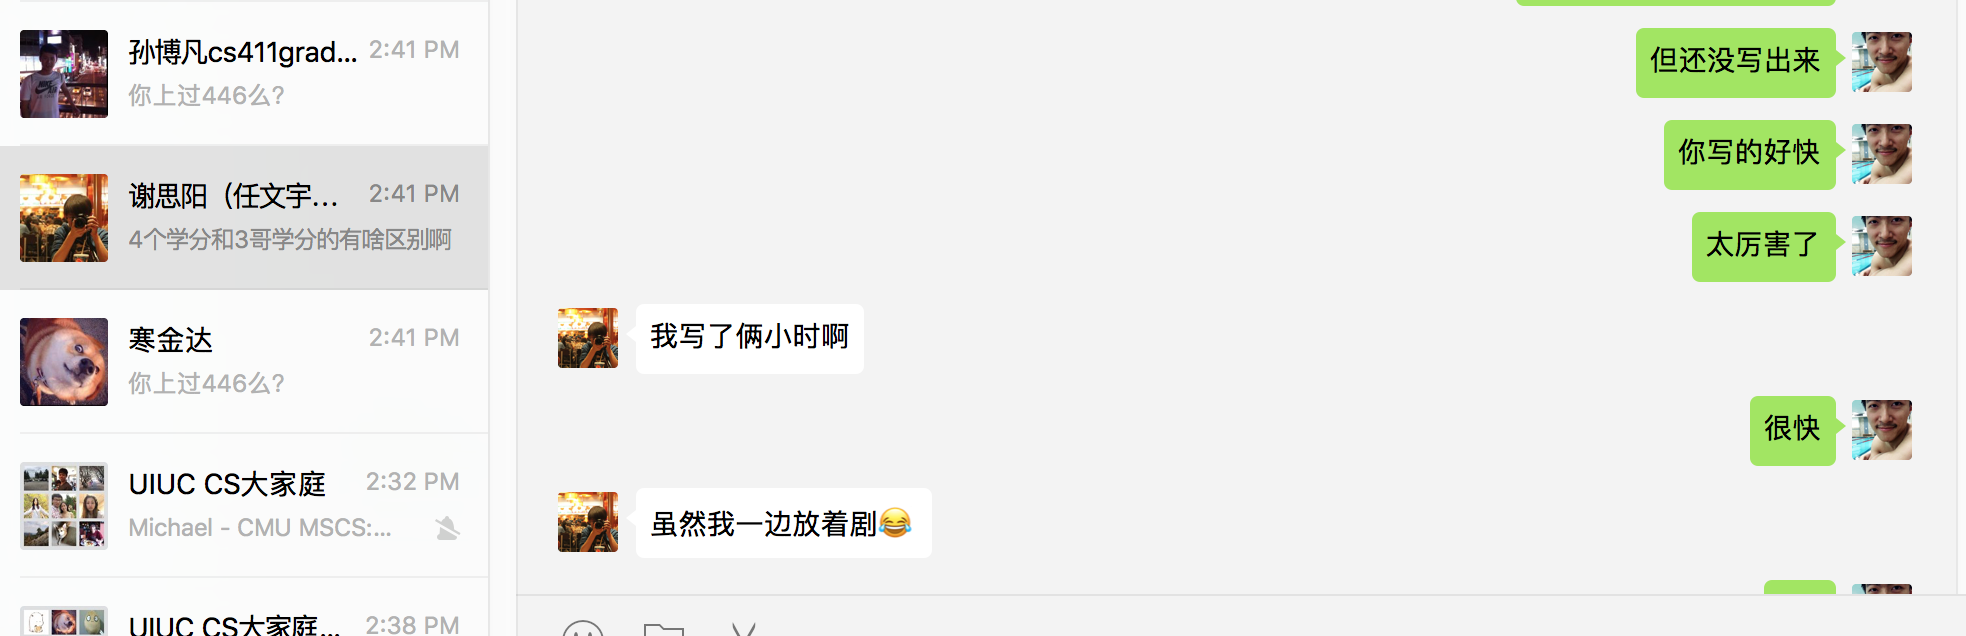 孙博凡cs411grad... 2:41 PM
你上过446么?
谢思阳（任文宇... 2:41 PM
4个学分和3哥学分的有啥区别啊
寒金达 2:41 PM
你上过446么?
UIUC CS大家庭 2:32 PM
Michael - CMU MSCS:...
UIUC CS大家庭... 2:38 PM
但还没写出来
你写的好快
太厉害了
我写了俩小时啊
很快
虽然我一边放着剧😂